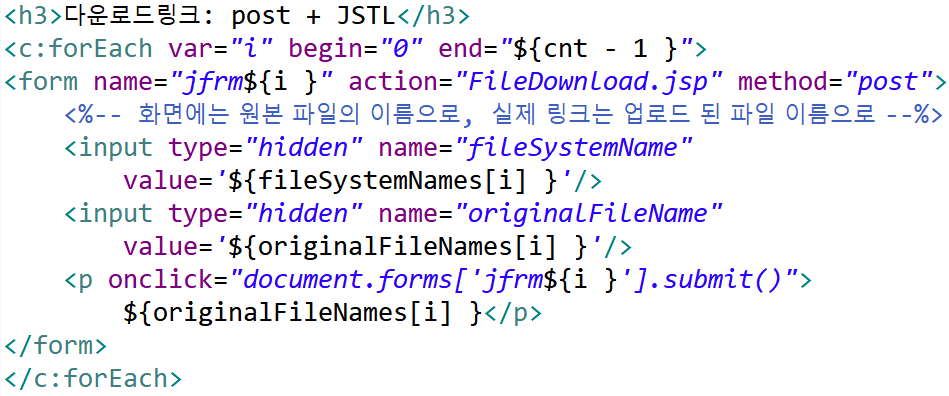 <h3>다운로드링크: post + JSTL</h3>
<c:forEach var="i" begin="0" end="${cnt - 1 }">
<form name="jfrm${i }" action="FileDownload.jsp" method="post">
<%-- 화면에는 원본 파일의 이름으로, 실제 링크는 업로드 된 파일 이름으로 --%>
<input type="hidden" name="fileSystemName"
value='${fileSystemNames[i] }'/>
<input type="hidden" name="originalFileName"
value='${originalFileNames[i] }'/>
<p onclick="document.forms['jfrm${i }'].submit()">
${originalFileNames[i] }</p>
</form>
</c:forEach>